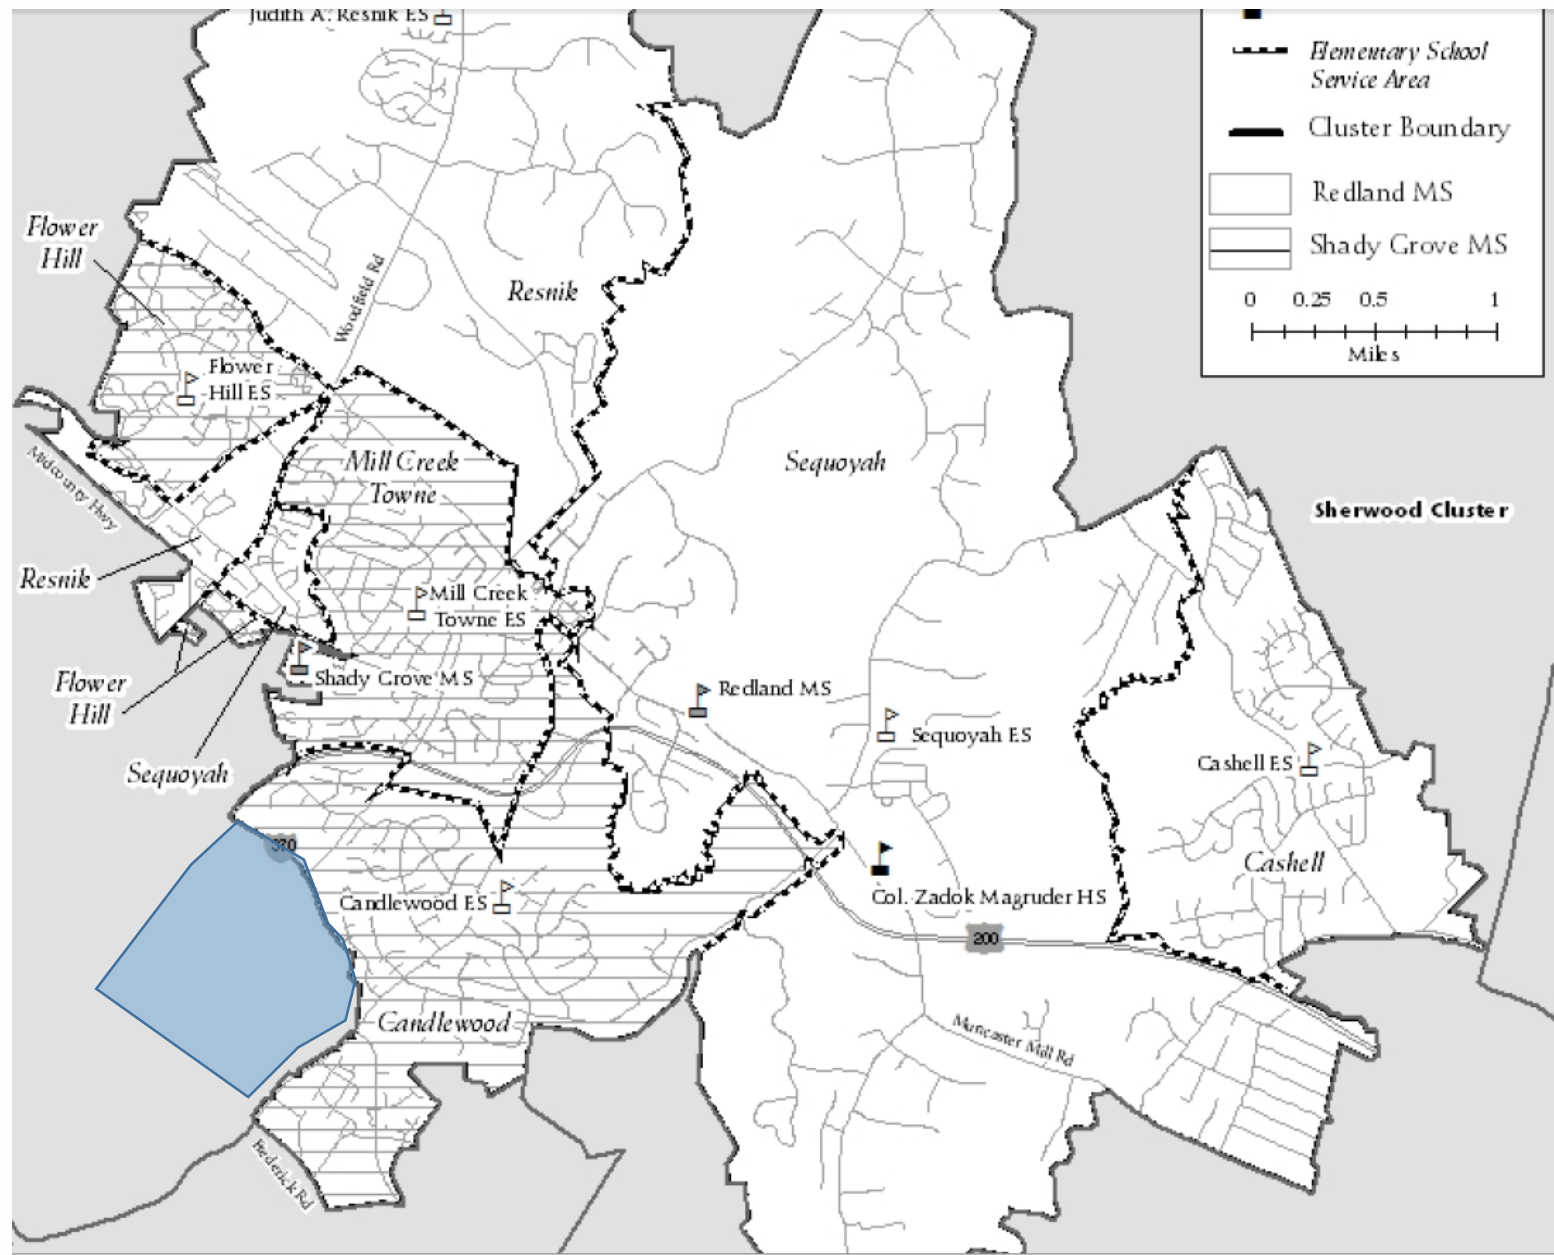 Judith A. Resnik ES
Elementary School
Service Area
Cluster Boundary
Redland MS
Shady Grove MS
0 0.25 0.5 1
Miles
Flower
Hill
Woodfield Rd
Resnik
Flower
Hill ES
Midcounty Hwy
Mill Creek
Towne
Sequoyah
Sherwood Cluster
Resnik
Mill Creek
Towne ES
Flower
Hill
Shady Grove MS
Redland MS
Sequoyah ES
Sequoyah
Cashell ES
370
Cashell
Candlewood ES
Col. Zadok Magruder HS
200
Candlewood
Muncaster Mill Rd
Frederick Rd